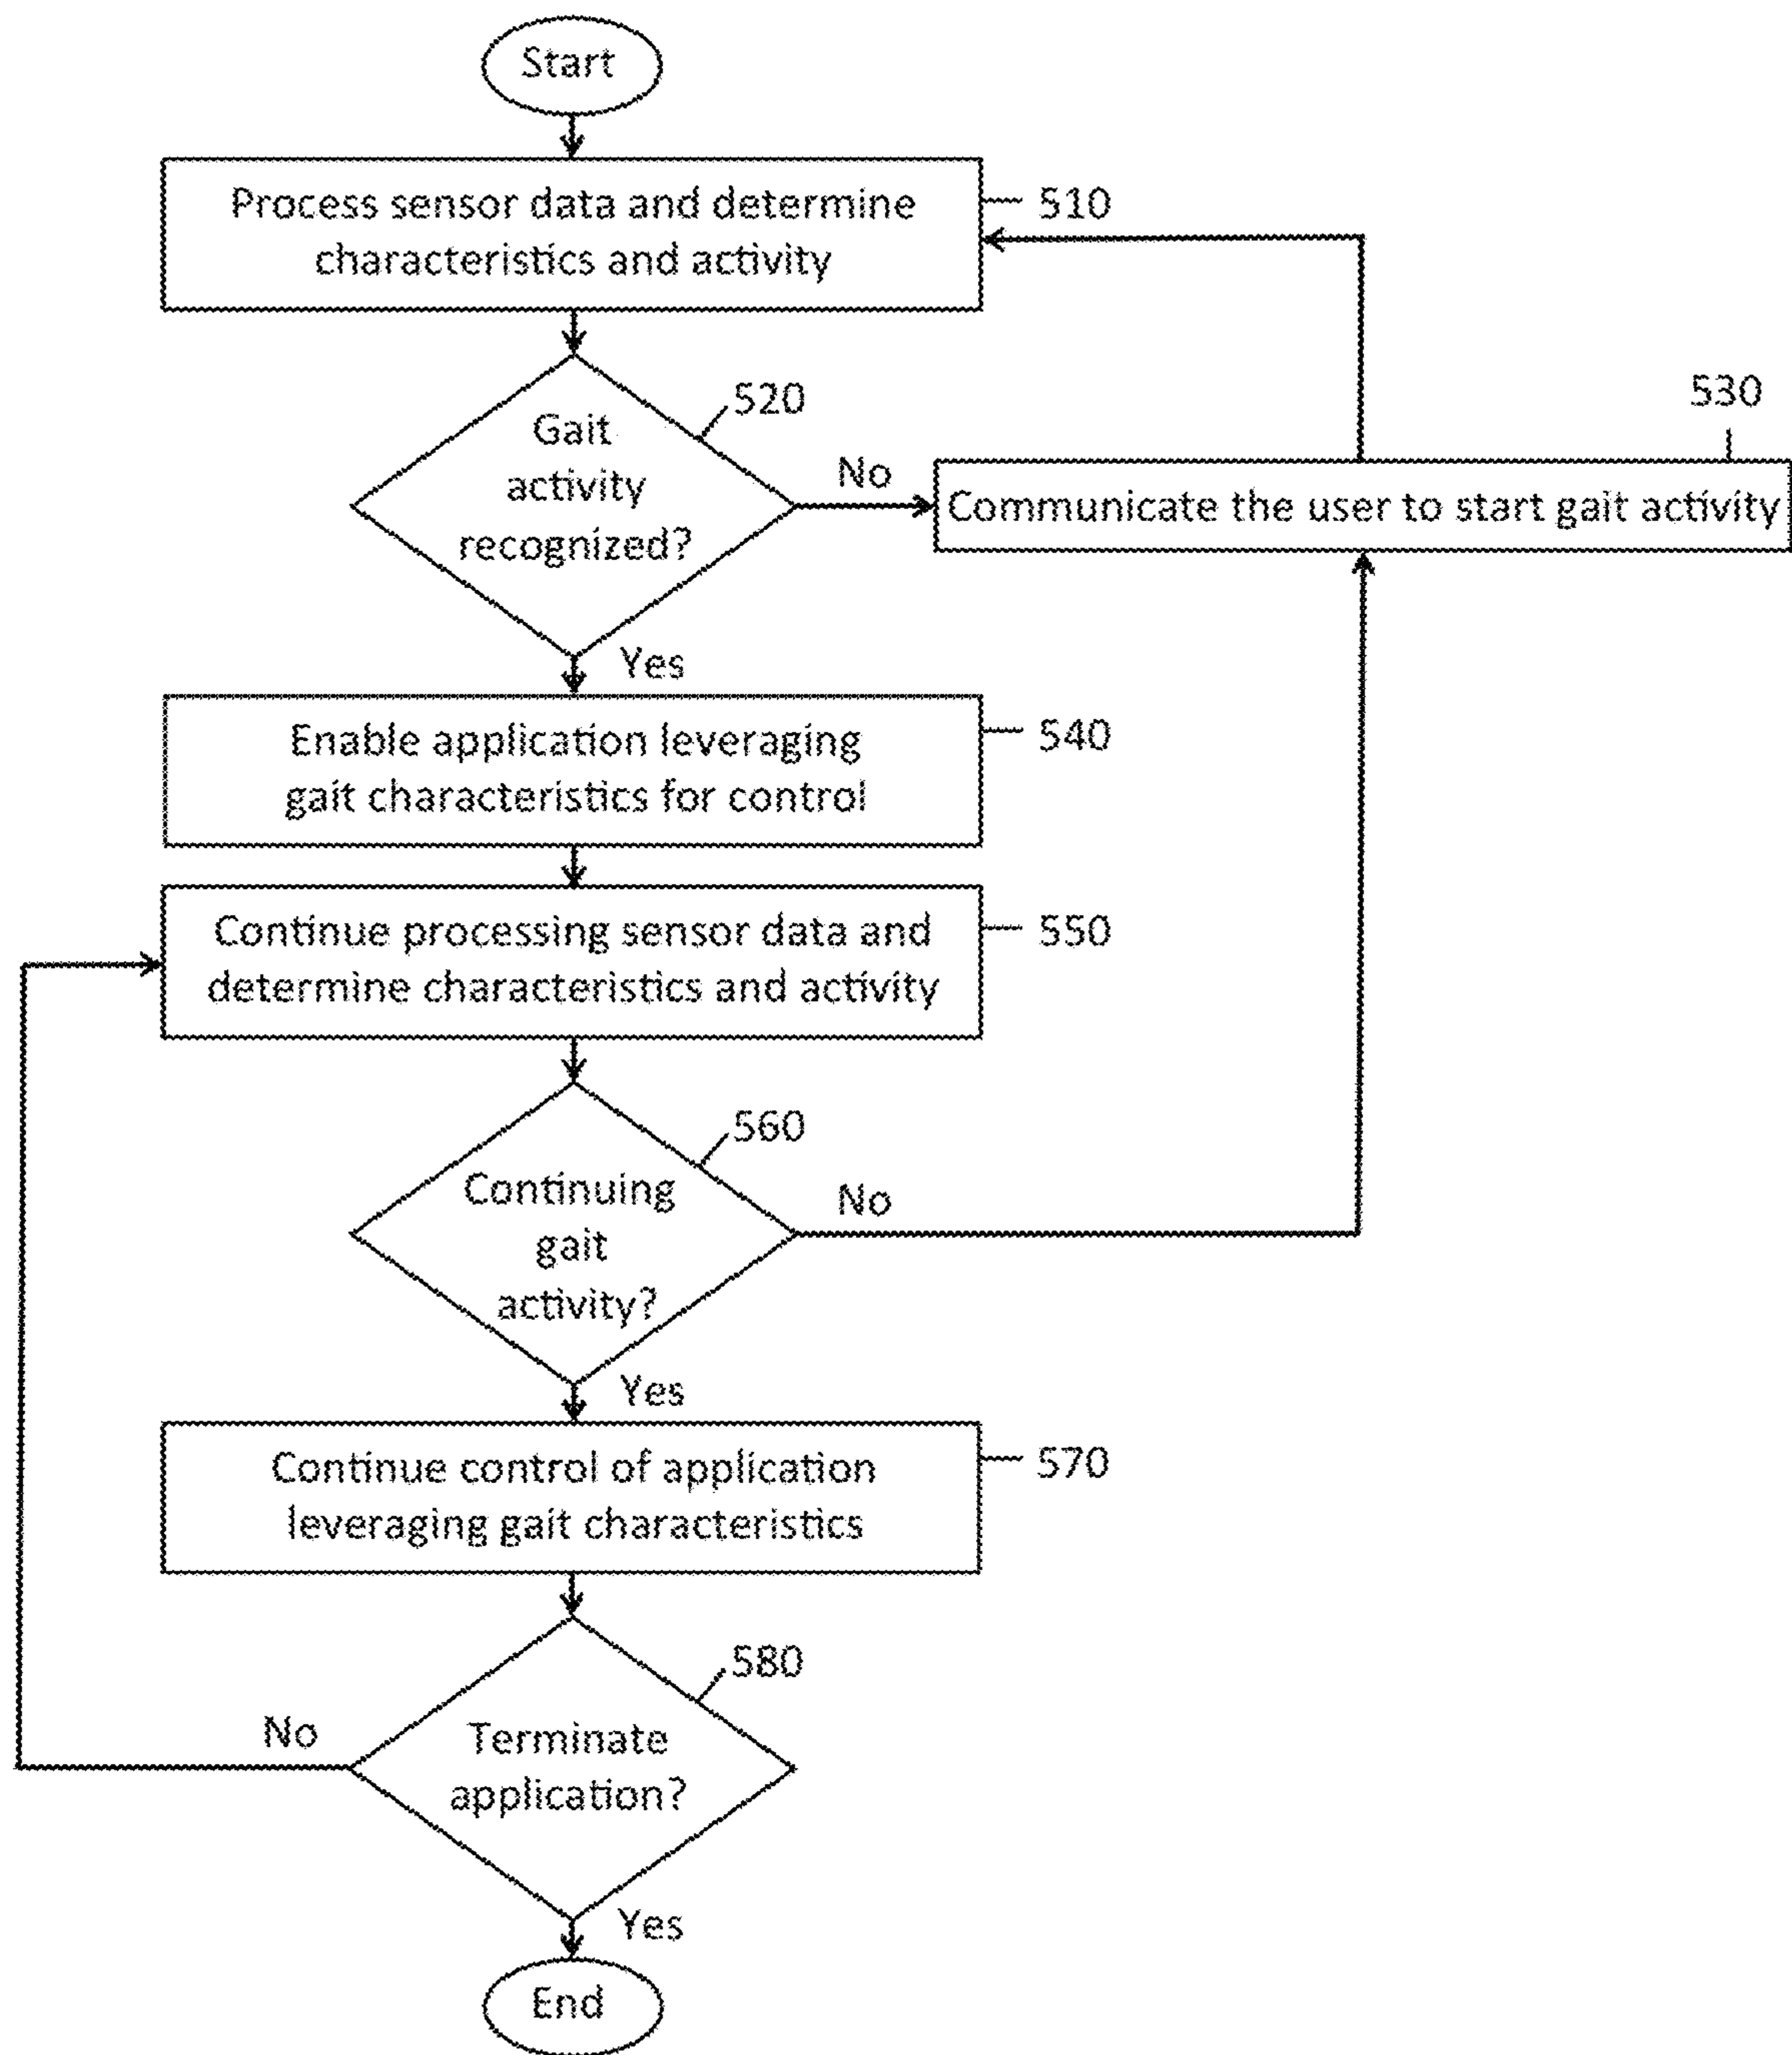 Start
Process sensor data and determine
characteristics and activity
510
520
Gait
activity
recognized?
No
530
Communicate the user to start gait activity
Yes
Enable application leveraging
gait characteristics for control
540
Continue processing sensor data and
determine characteristics and activity
550
560
Continuing
gait
activity?
No
Yes
Continue control of application
leveraging gait characteristics
570
580
Terminate
application?
No
Yes
End